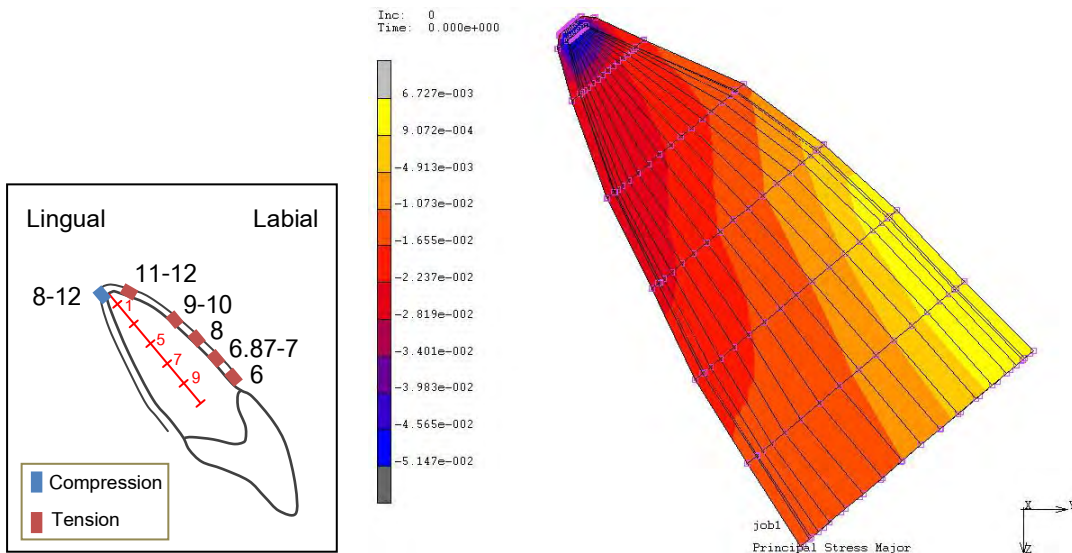 Lingual Labial
11-12
8-12
9-10
8
6.87-7
6
1
5
7
9
Compression
Tension
Inc: 0
Time: 0.000e+000
6.727e-003
9.072e-004
-4.913e-003
-1.073e-002
-1.655e-002
-2.237e-002
-2.819e-002
-3.401e-002
-3.983e-002
-4.565e-002
-5.147e-002
job1
Principal Stress Major
X Y
Z